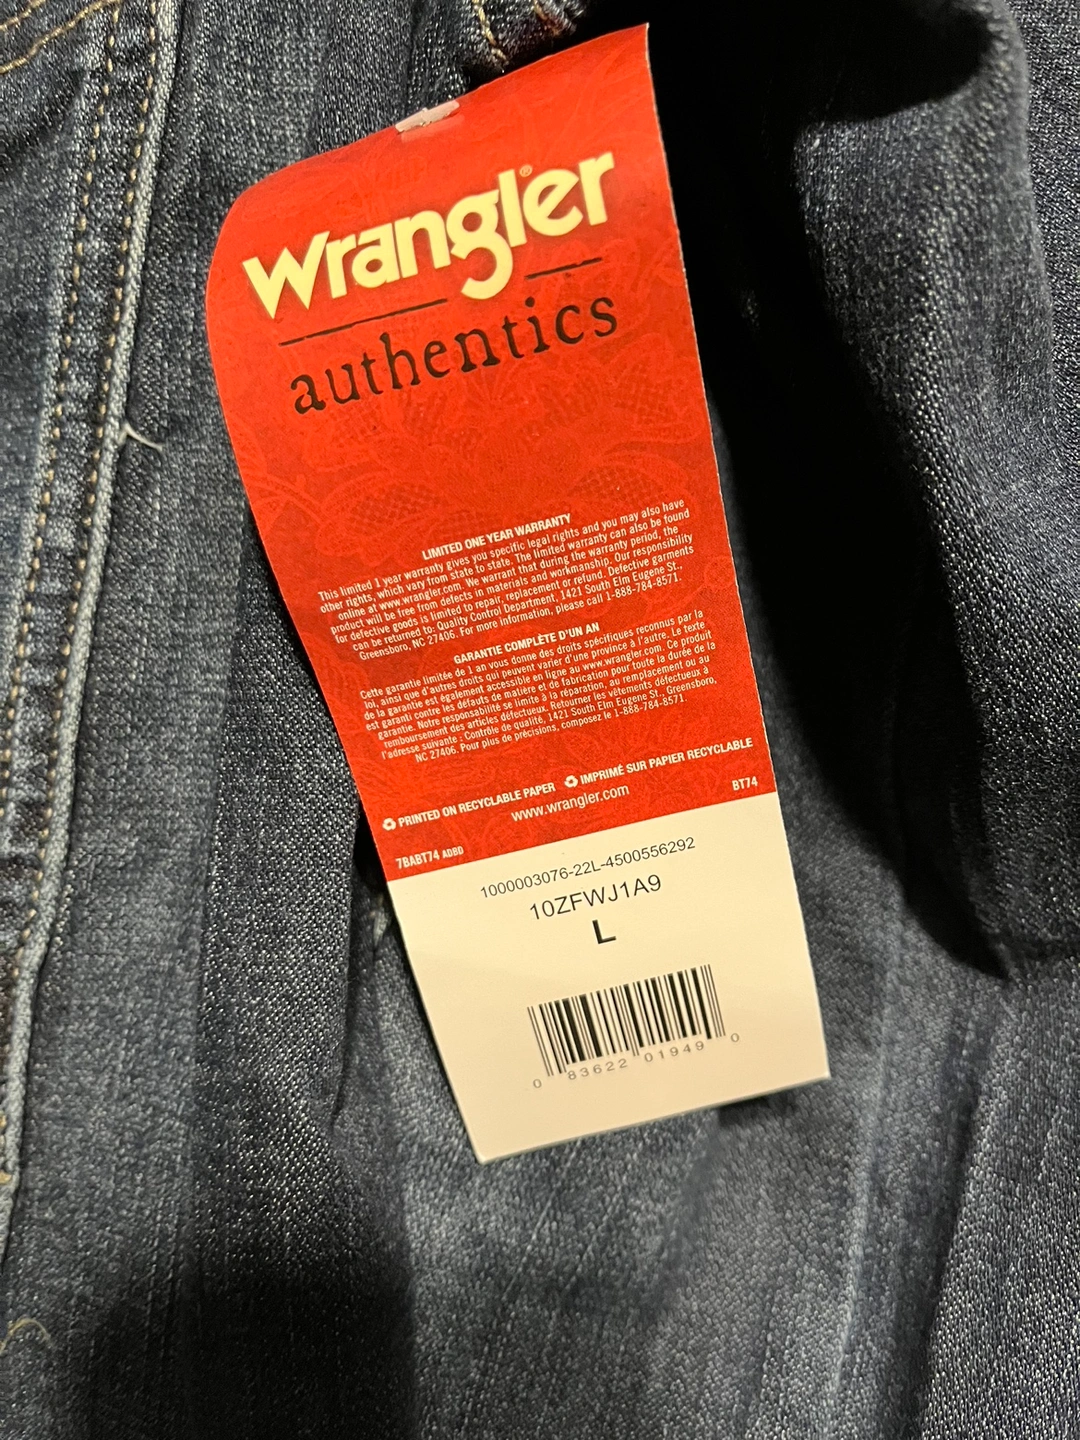 Wrangler®
authentics
LIMITED ONE YEAR WARRANTY
This limited 1 year warranty gives you specific legal rights and you may also have
other rights, which vary from state to state. The limited warranty can also be found
online at www.wrangler.com. We warrant that during the warranty period, the
product will be free from defects in materials and workmanship. Our responsibility
for defective goods is limited to repair, replacement or refund. Defective garments
can be returned to: Quality Control Department, 1421 South Elm Eugene St.,
Greensboro, NC 27406. For more information, please call 1-888-784-8571.
GARANTIE COMPLÈTE D'UN AN
Cette garantie limitée de 1 an vous donne des droits spécifiques reconnus par la
loi, ainsi que d'autres droits qui peuvent varier d'une province à l'autre. Le texte
de la garantie est également accessible en ligne au www.wrangler.com. Ce produit
est garanti contre les défauts de matière et de fabrication pour toute la durée de la
garantie. Notre responsabilité se limite à la réparation, au remplacement ou au
remboursement des articles défectueux. Retourner les vêtements défectueux à
l'adresse suivante : Contrôle de qualité, 1421 South Elm Eugene St., Greensboro,
NC 27406. Pour plus de précisions, composez le 1-888-784-8571.
♻ PRINTED ON RECYCLABLE PAPER ♻ IMPRIMÉ SUR PAPIER RECYCLABLE
www.wrangler.com
7BABT74 ADBD BT74
1000003076-22L-4500556292
10ZFWJ1A9
L
0 83622 01949 0